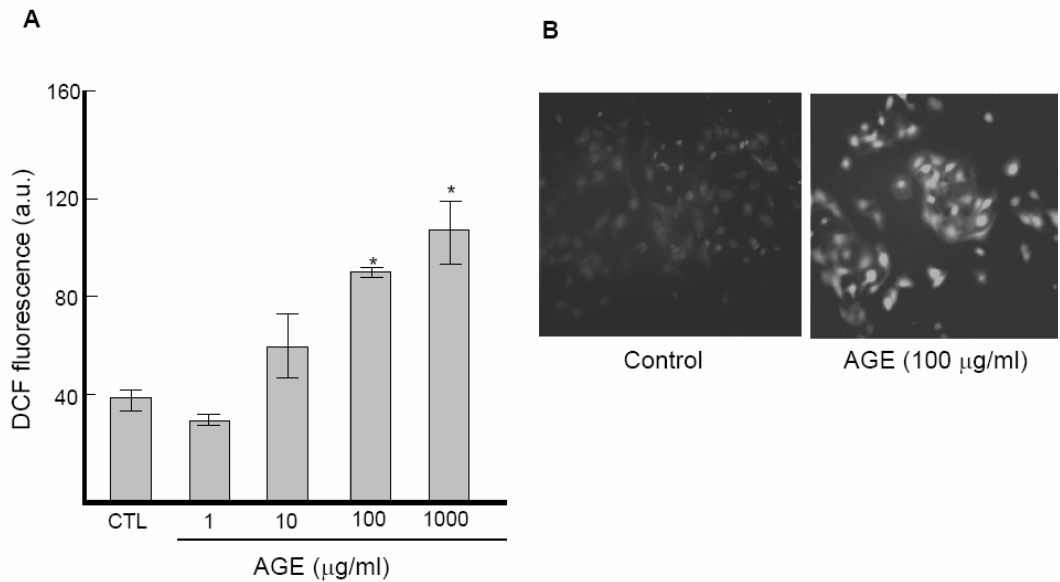 A
B
160
120
80
40
DCF fluorescence (a.u.)
*
*
CTL
1
10
100
1000
AGE (μg/ml)
Control
AGE (100 μg/ml)